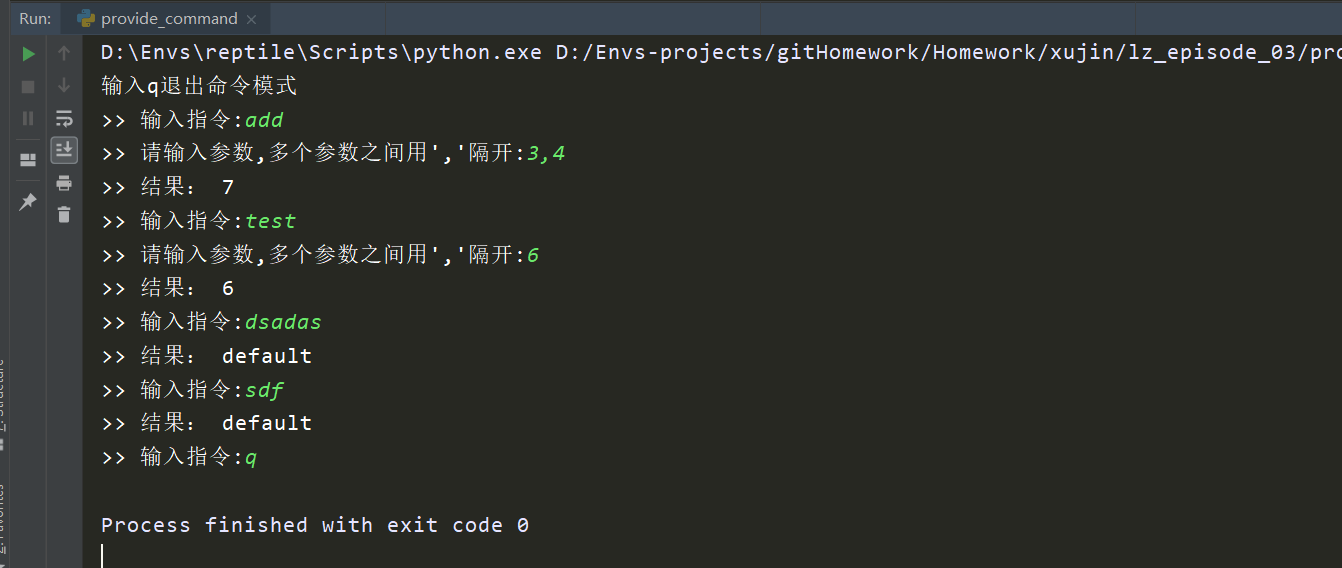 Run: provide_command
D:\Envs\reptile\Scripts\python.exe D:/Envs-projects/gitHomework/Homework/xujin/lz_episode_03/pro
输入q退出命令模式
>> 输入指令:add
>> 请输入参数,多个参数之间用','隔开:3,4
>> 结果： 7
>> 输入指令:test
>> 请输入参数,多个参数之间用','隔开:6
>> 结果： 6
>> 输入指令:dsadas
>> 结果： default
>> 输入指令:sdf
>> 结果： default
>> 输入指令:q
Process finished with exit code 0